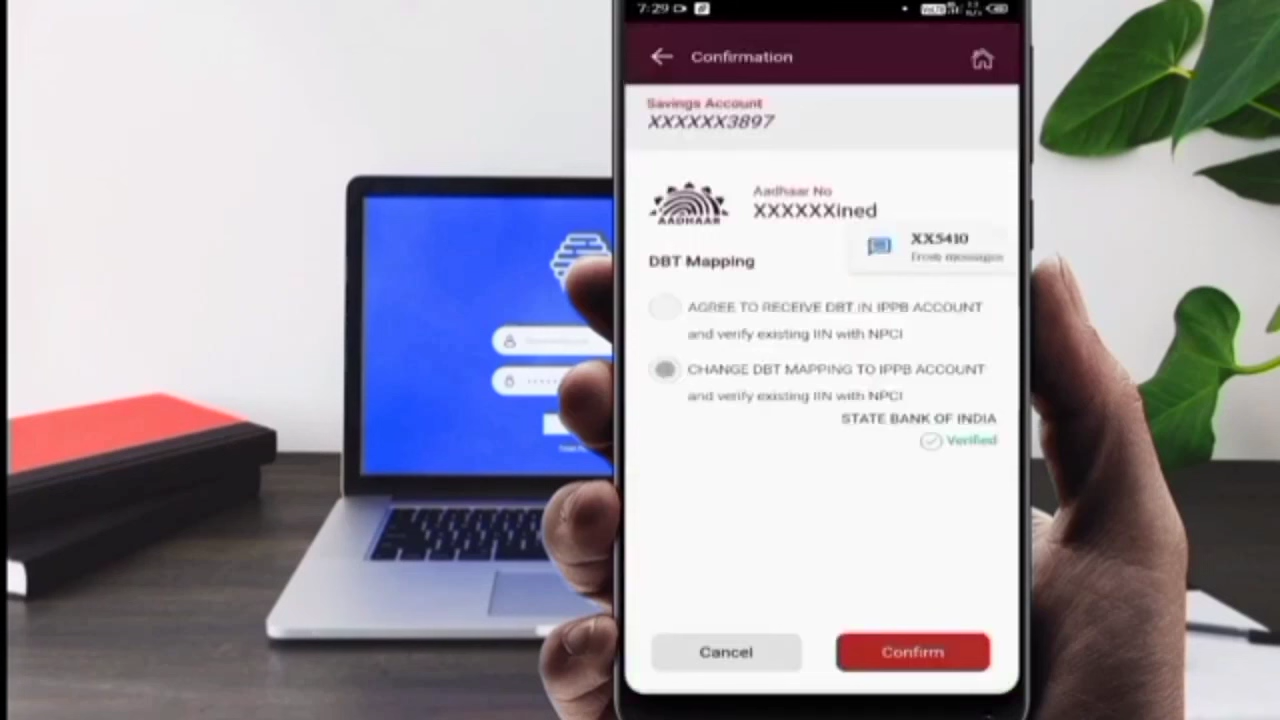 7:29
Confirmation
Savings Account
XXXXXX3897
AADHAAR
Aadhaar No
XXXXXXined
XX5410
From messages
DBT Mapping
AGREE TO RECEIVE DBT IN IPPB ACCOUNT
and verify existing IIN with NPCI
CHANGE DBT MAPPING TO IPPB ACCOUNT
and verify existing IIN with NPCI
STATE BANK OF INDIA
Verified
Cancel
Confirm